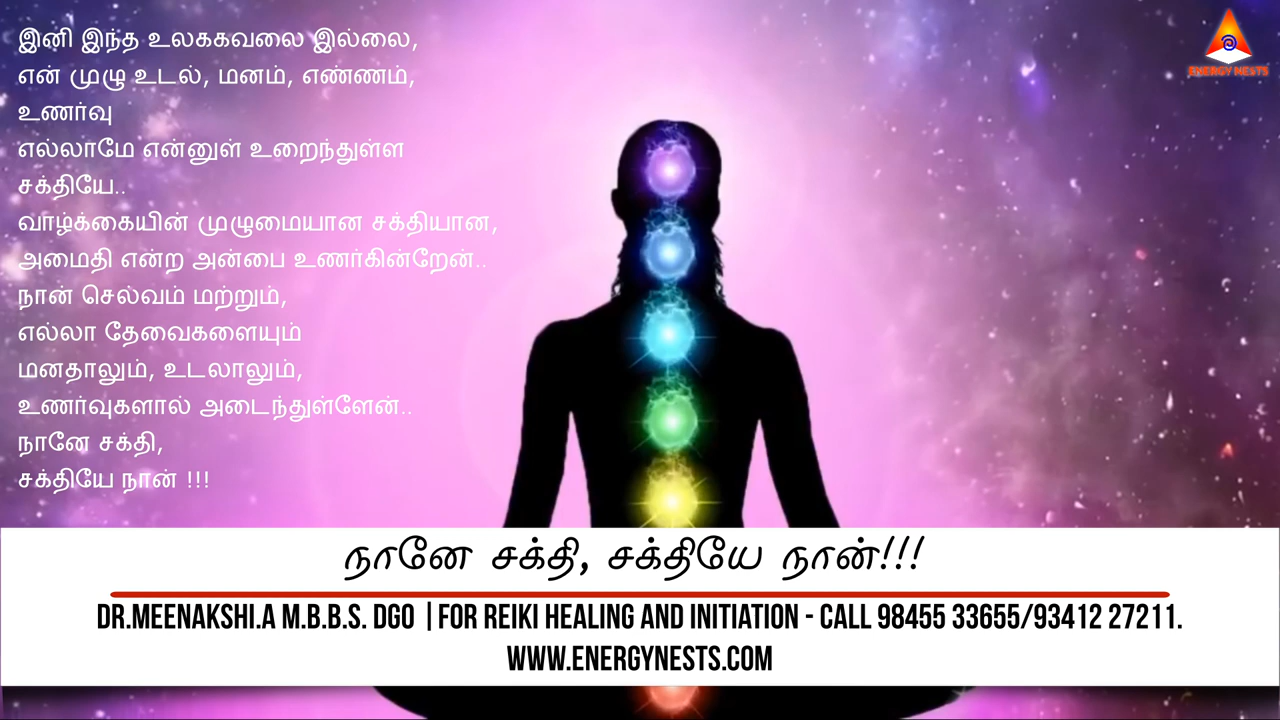 இனி இந்த உலககவலை இல்லை,
என் முழு உடல், மனம், எண்ணம்,
உணர்வு
எல்லாமே என்னுள் உறைந்துள்ள
சக்தியே..
வாழ்க்கையின் முழுமையான சக்தியான,
அமைதி என்ற அன்பை உணர்கின்றேன்..
நான் செல்வம் மற்றும்,
எல்லா தேவைகளையும்
மனதாலும், உடலாலும்,
உணர்வுகளால் அடைந்துள்ளேன்..
நானே சக்தி,
சக்தியே நான் !!!
ENERGY NESTS
நானே சக்தி, சக்தியே நான்!!!
DR.MEENAKSHI.A M.B.B.S. DGO | FOR REIKI HEALING AND INITIATION - CALL 98455 33655/93412 27211.
WWW.ENERGYNESTS.COM